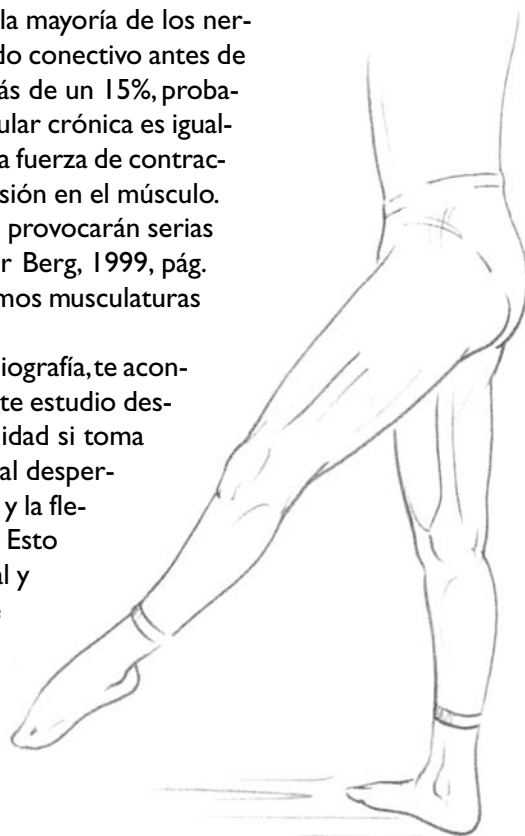 la mayoría de los ner-
do conectivo antes de
ás de un 15%, proba-
ular crónica es igual-
a fuerza de contrac-
sión en el músculo.
provocarán serias
r Berg, 1999, pág.
mos musculaturas
iografía, te acon-
te estudio des-
idad si toma
al desper-
y la fle-
Esto
al y